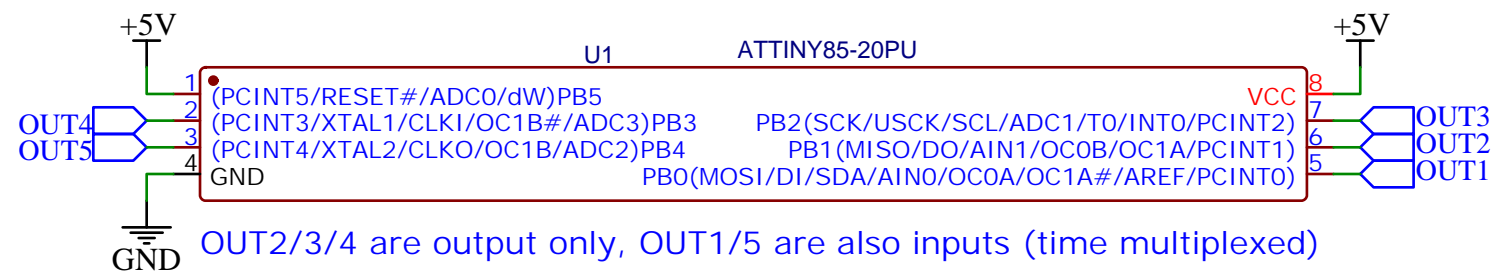 +5V +5V
U1 ATTINY85-20PU
1 (PCINT5/RESET#/ADC0/dW)PB5 VCC 8
OUT4 2 (PCINT3/XTAL1/CLKI/OC1B#/ADC3)PB3 PB2(SCK/USCK/SCL/ADC1/T0/INT0/PCINT2) 7 OUT3
OUT5 3 (PCINT4/XTAL2/CLKO/OC1B/ADC2)PB4 PB1(MISO/DO/AIN1/OC0B/OC1A/PCINT1) 6 OUT2
4 GND PB0(MOSI/DI/SDA/AIN0/OC0A/OC1A#/AREF/PCINT0) 5 OUT1
GND OUT2/3/4 are output only, OUT1/5 are also inputs (time multiplexed)